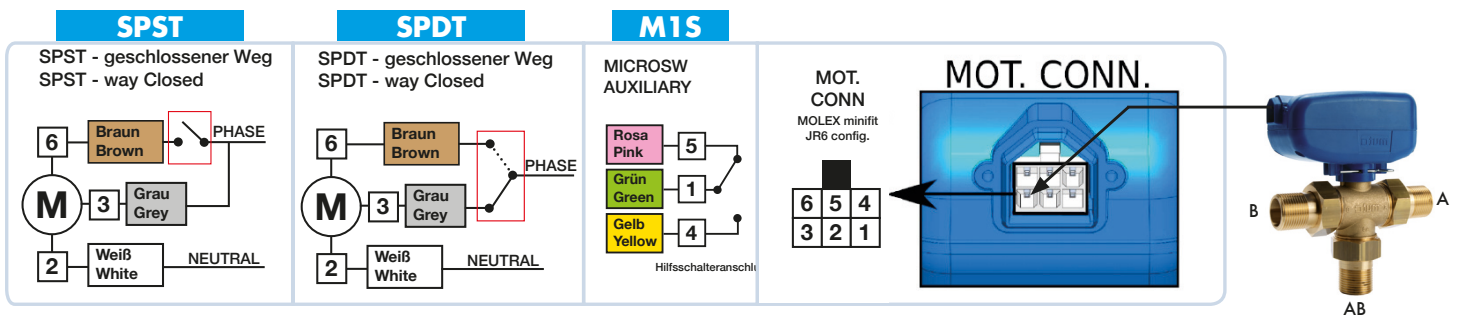 SPST
SPST - geschlossener Weg
SPST - way Closed
6
Braun
Brown
PHASE
M
3
Grau
Grey
2
Weiß
White
NEUTRAL
SPDT
SPDT - geschlossener Weg
SPDT - way Closed
6
Braun
Brown
PHASE
M
3
Grau
Grey
2
Weiß
White
NEUTRAL
M1S
MICROSW
AUXILIARY
Rosa
Pink
5
Grün
Green
1
Gelb
Yellow
4
Hilfsschalteranschlu
MOT.
CONN
MOLEX minifit
JR6 config.
6 5 4
3 2 1
MOT. CONN.
B
A
AB